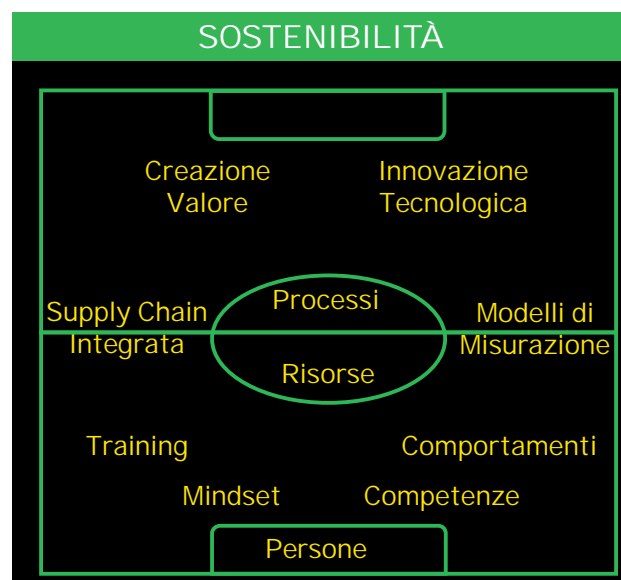 SOSTENIBILITÀ
Creazione
Valore
Innovazione
Tecnologica
Supply Chain
Integrata
Processi
Modelli di
Misurazione
Risorse
Training
Comportamenti
Mindset
Competenze
Persone